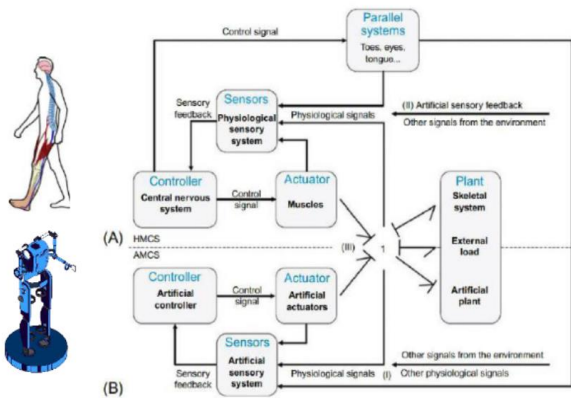 Parallel
systems
Toes, eyes,
tongue...
Control signal
Sensors
Physiological
sensory
system
Sensory
feedback
Physiological signals
(II) Artificial sensory feedback
Other signals from the environment
Controller
Central nervous
system
Control
signal
Actuator
Muscles
Plant
Skeletal
system
External
load
Artificial
plant
(A)
HMCS
(III)
1
AMCS
Controller
Artificial
controller
Control
signal
Actuator
Artificial
actuators
Sensors
Artificial
sensory
system
Sensory
feedback
Physiological signals
(I)
Other signals from the environment
Other physiological signals
(B)